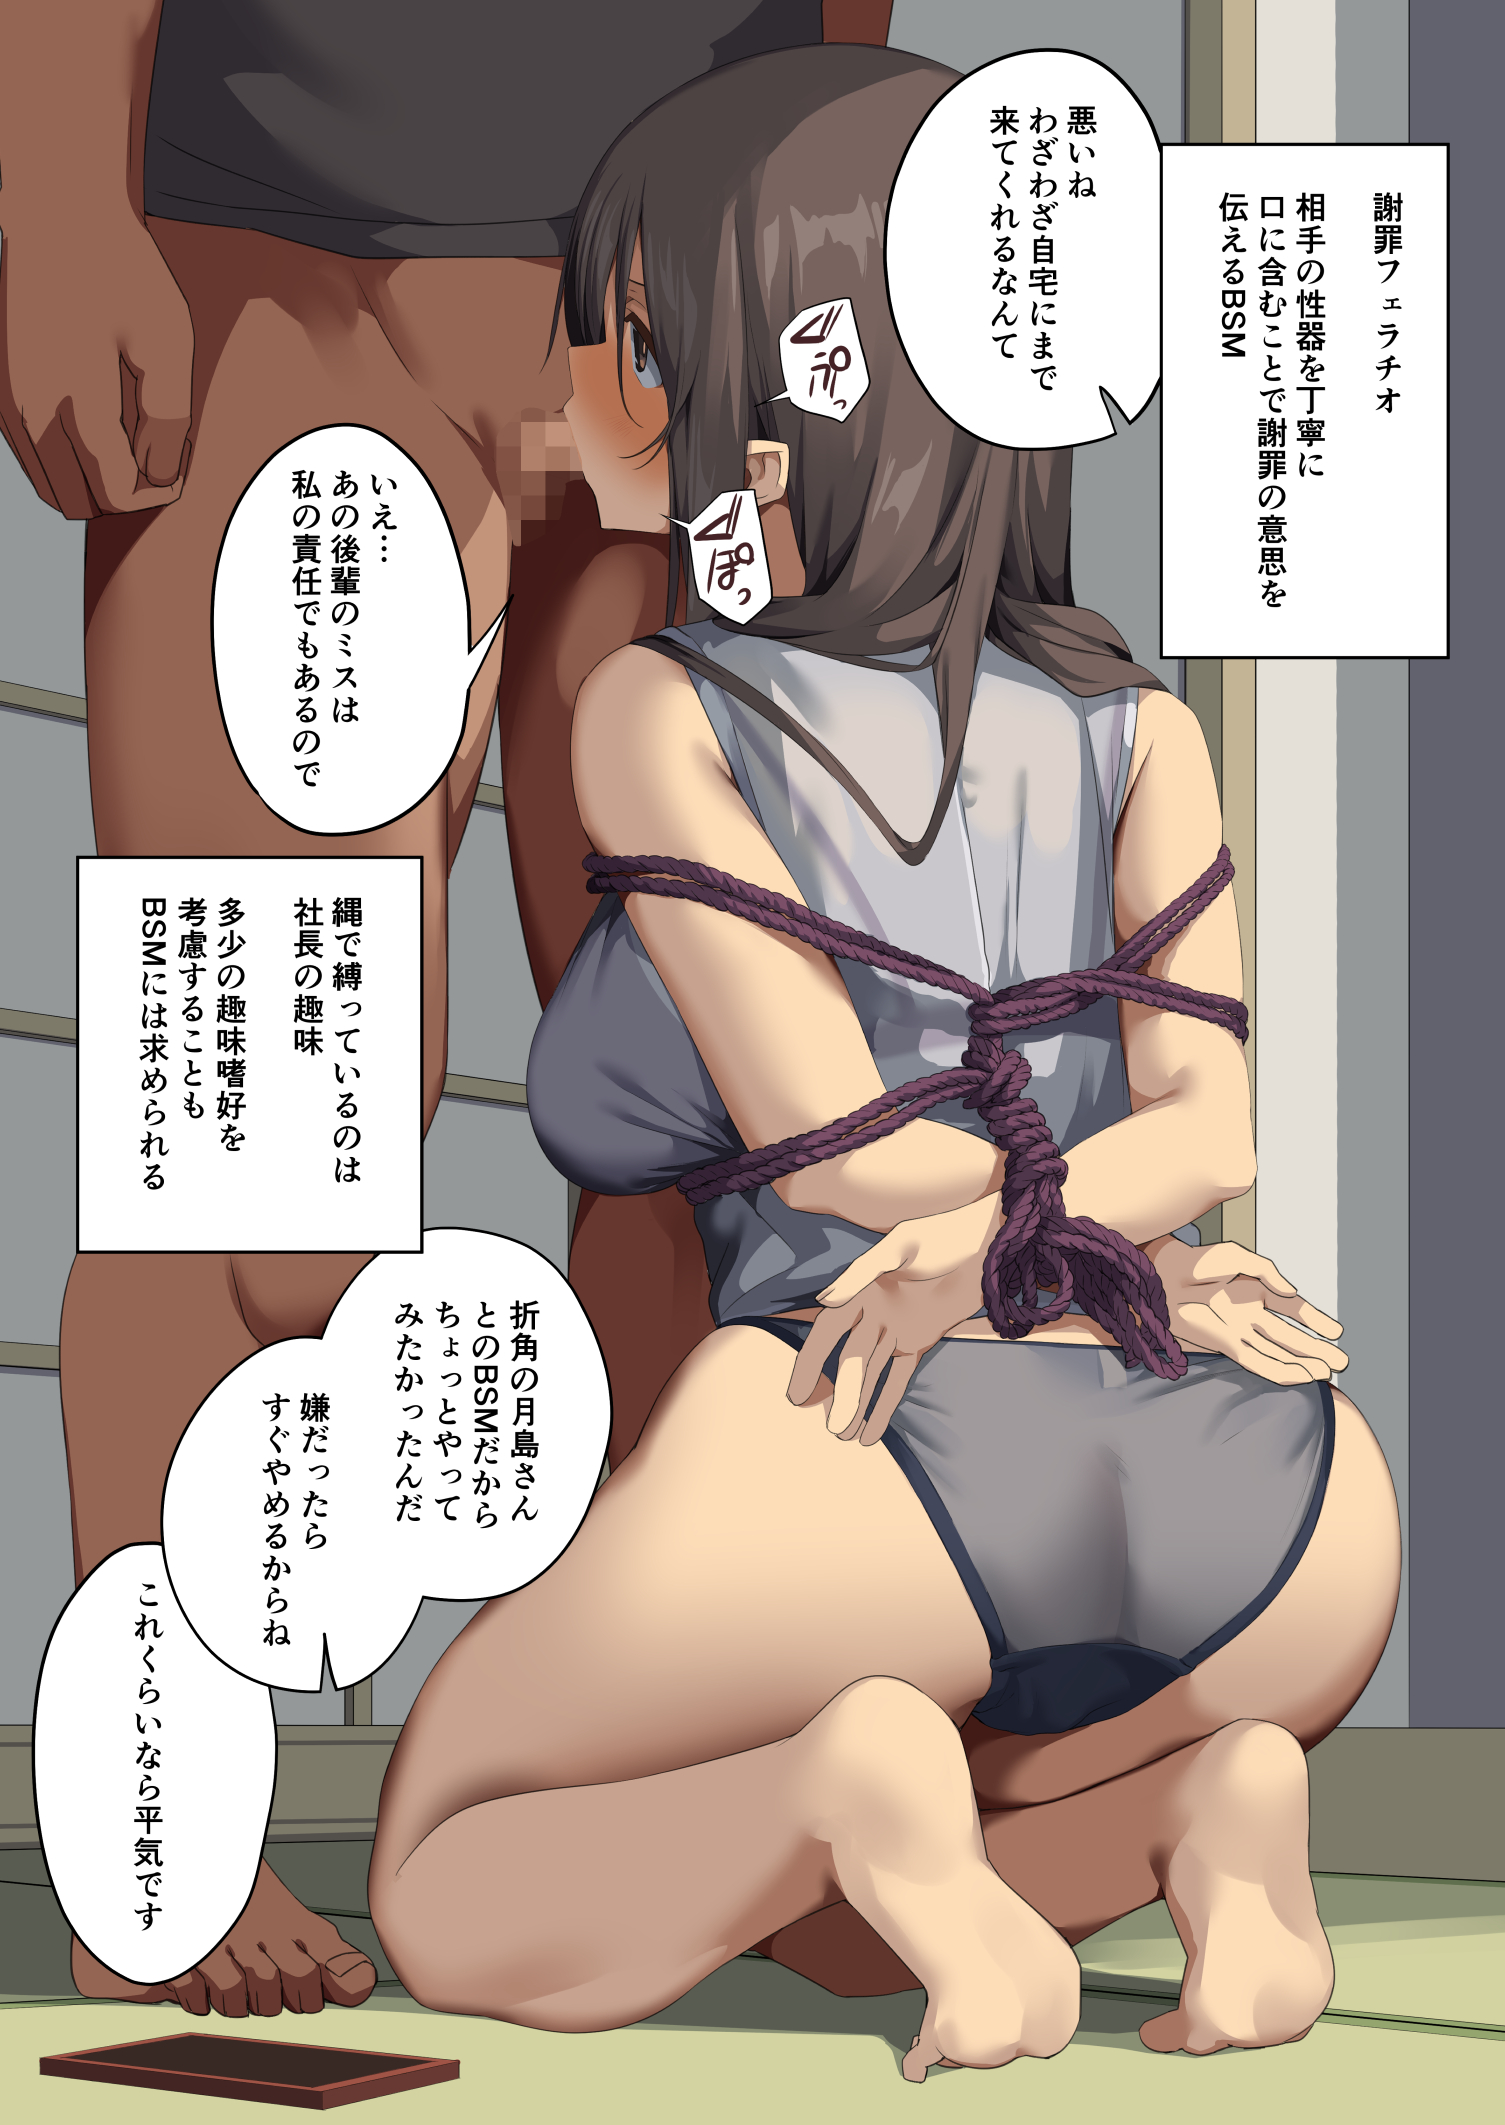 謝罪フェラチオ
相手の性器を丁寧に
口に含むことで謝罪の意思を
伝えるBSM
悪いね
わざわざ自宅にまで
来てくれるなんて
ぷっ
ぽっ
いえ…
あの後輩のミスは
私の責任でもあるので
縄で縛っているのは
社長の趣味
多少の趣味嗜好を
考慮することも
BSMには求められる
折角の月島さん
とのBSMだから
ちょっとやって
みたかったんだ
嫌だったら
すぐやめるからね
これくらいなら平気です